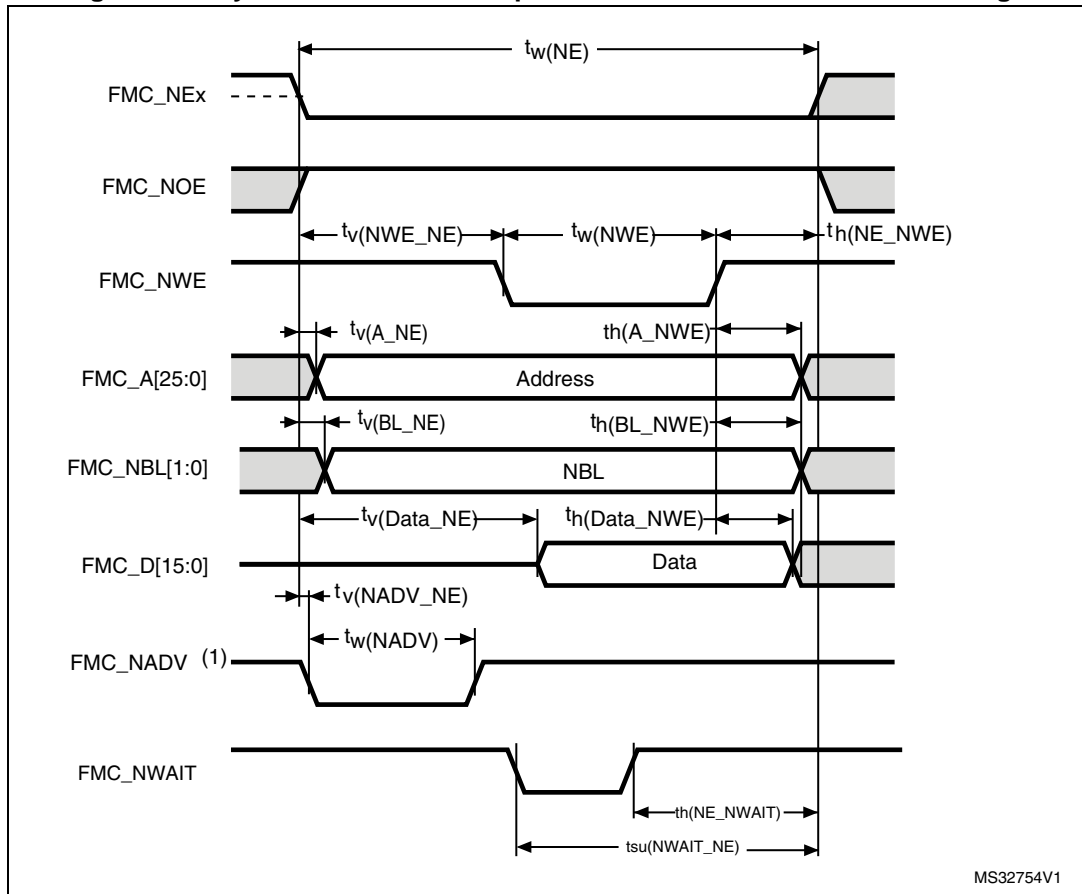 tw(NE)
FMC_NEx
FMC_NOE
tv(NWE_NE)
tw(NWE)
th(NE_NWE)
FMC_NWE
tv(A_NE)
th(A_NWE)
FMC_A[25:0]
Address
tv(BL_NE)
th(BL_NWE)
FMC_NBL[1:0]
NBL
tv(Data_NE)
th(Data_NWE)
FMC_D[15:0]
Data
tv(NADV_NE)
tw(NADV)
FMC_NADV (1)
FMC_NWAIT
th(NE_NWAIT)
tsu(NWAIT_NE)
MS32754V1